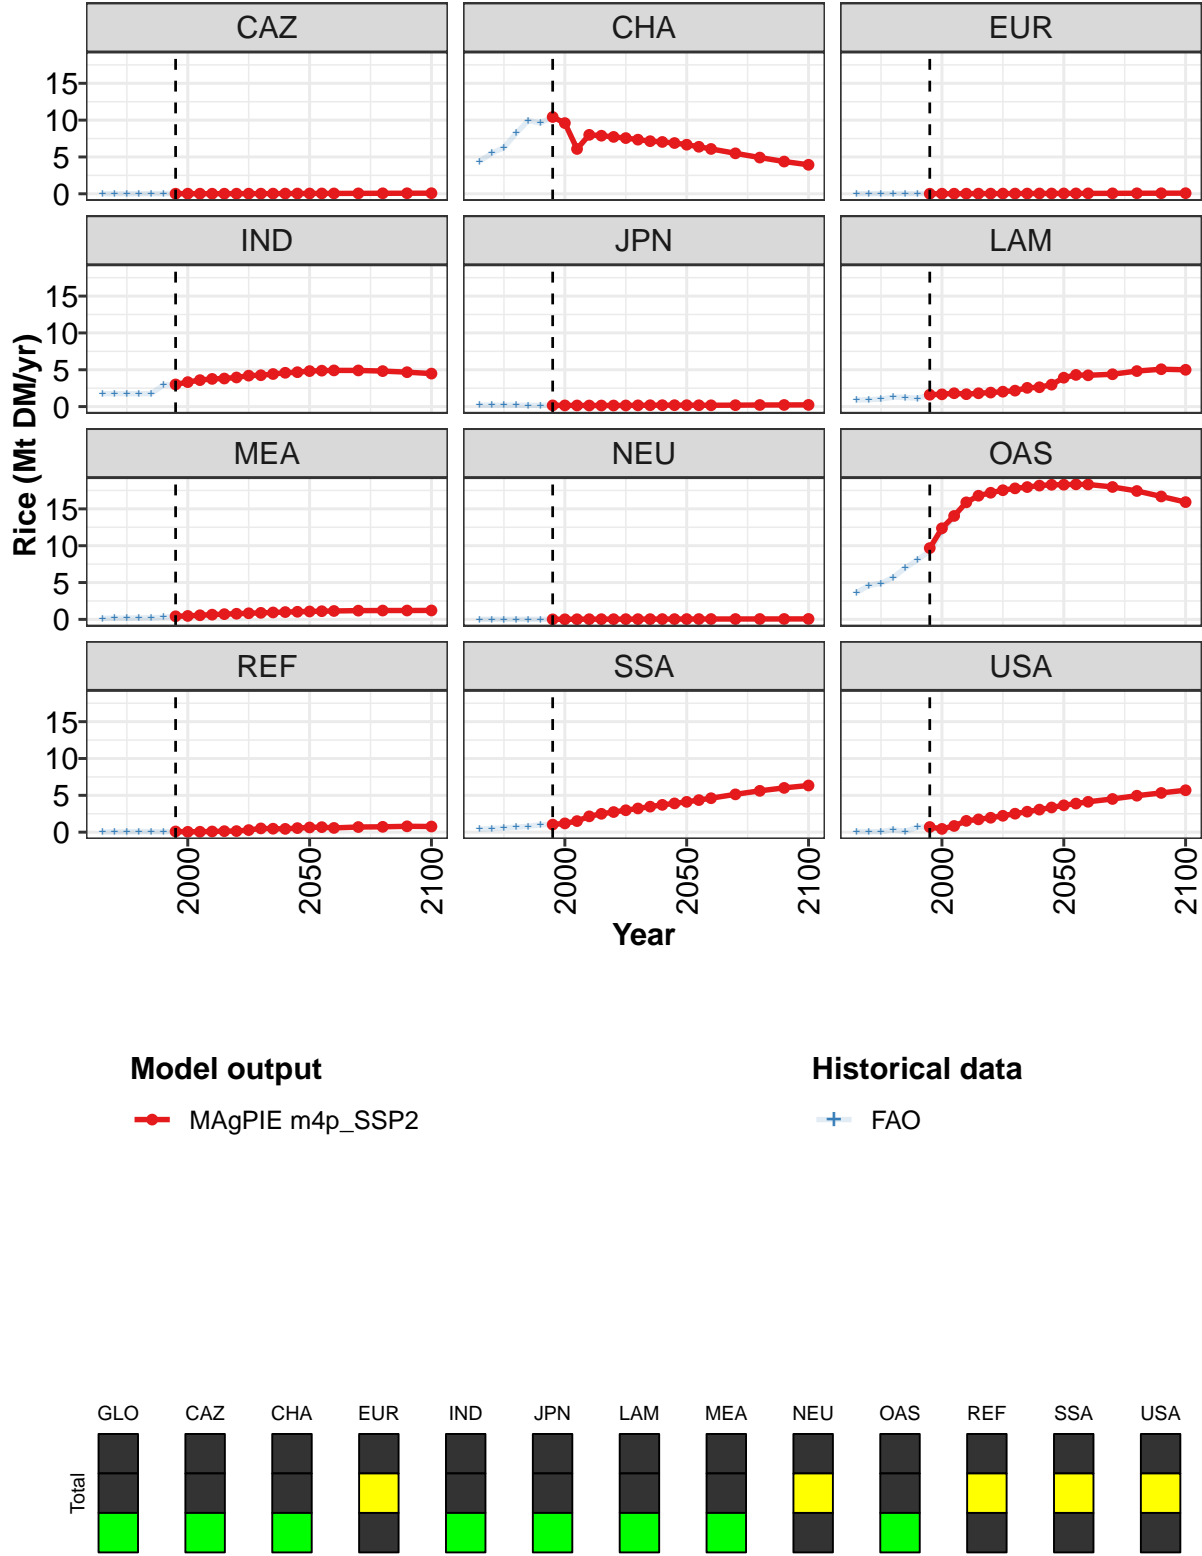 CAZ CHA EUR
15
10
5
0
IND JPN LAM
15
10
5
0
MEA NEU OAS
15
10
5
0
REF SSA USA
15
10
5
0
Rice (Mt DM/yr)
2000 2050 2100 2000 2050 2100 2000 2050 2100
Year
Model output Historical data
MAgPIE m4p_SSP2 FAO
GLO CAZ CHA EUR IND JPN LAM MEA NEU OAS REF SSA USA
Total